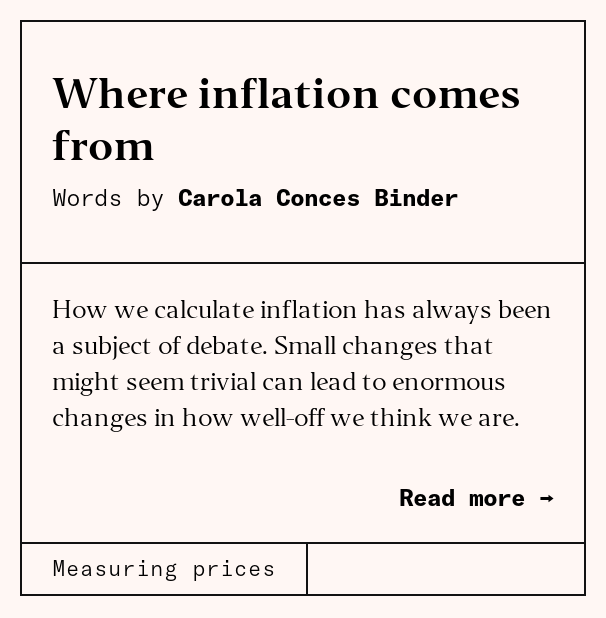 Where inflation comes
from
Words by Carola Conces Binder
How we calculate inflation has always been
a subject of debate. Small changes that
might seem trivial can lead to enormous
changes in how well-off we think we are.
Read more →
Measuring prices